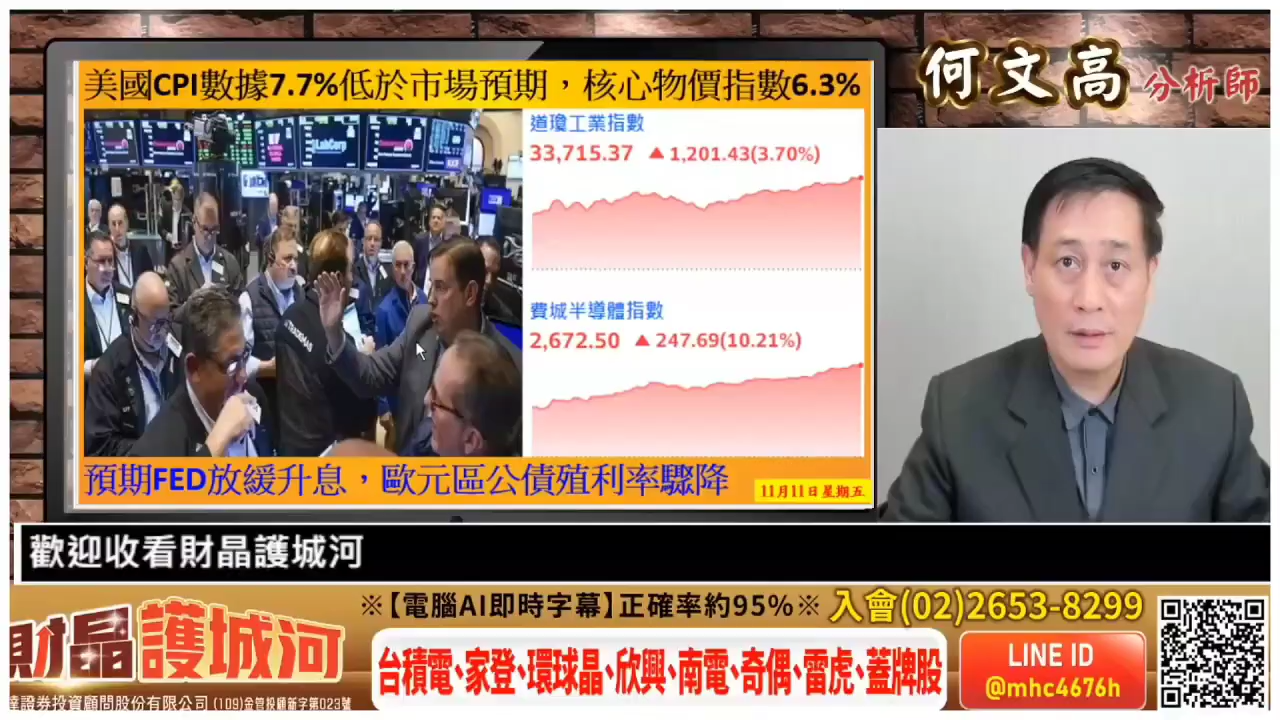 美國CPI數據7.7%低於市場預期，核心物價指數6.3%
何文高 分析師
道瓊工業指數
33,715.37 ▲ 1,201.43(3.70%)
LabCorp
費城半導體指數
2,672.50 ▲ 247.69(10.21%)
預期FED放緩升息，歐元區公債殖利率驟降
11月11日星期五
歡迎收看財晶護城河
※【電腦AI即時字幕】正確率約95%※ 入會(02)2653-8299
財晶護城河
台積電、家登、環球晶、欣興、南電、奇偶、雷虎、蓋牌股
LINE ID
@mhc4676h
達證券投資顧問股份有限公司 (109)金管投顧新字第023號